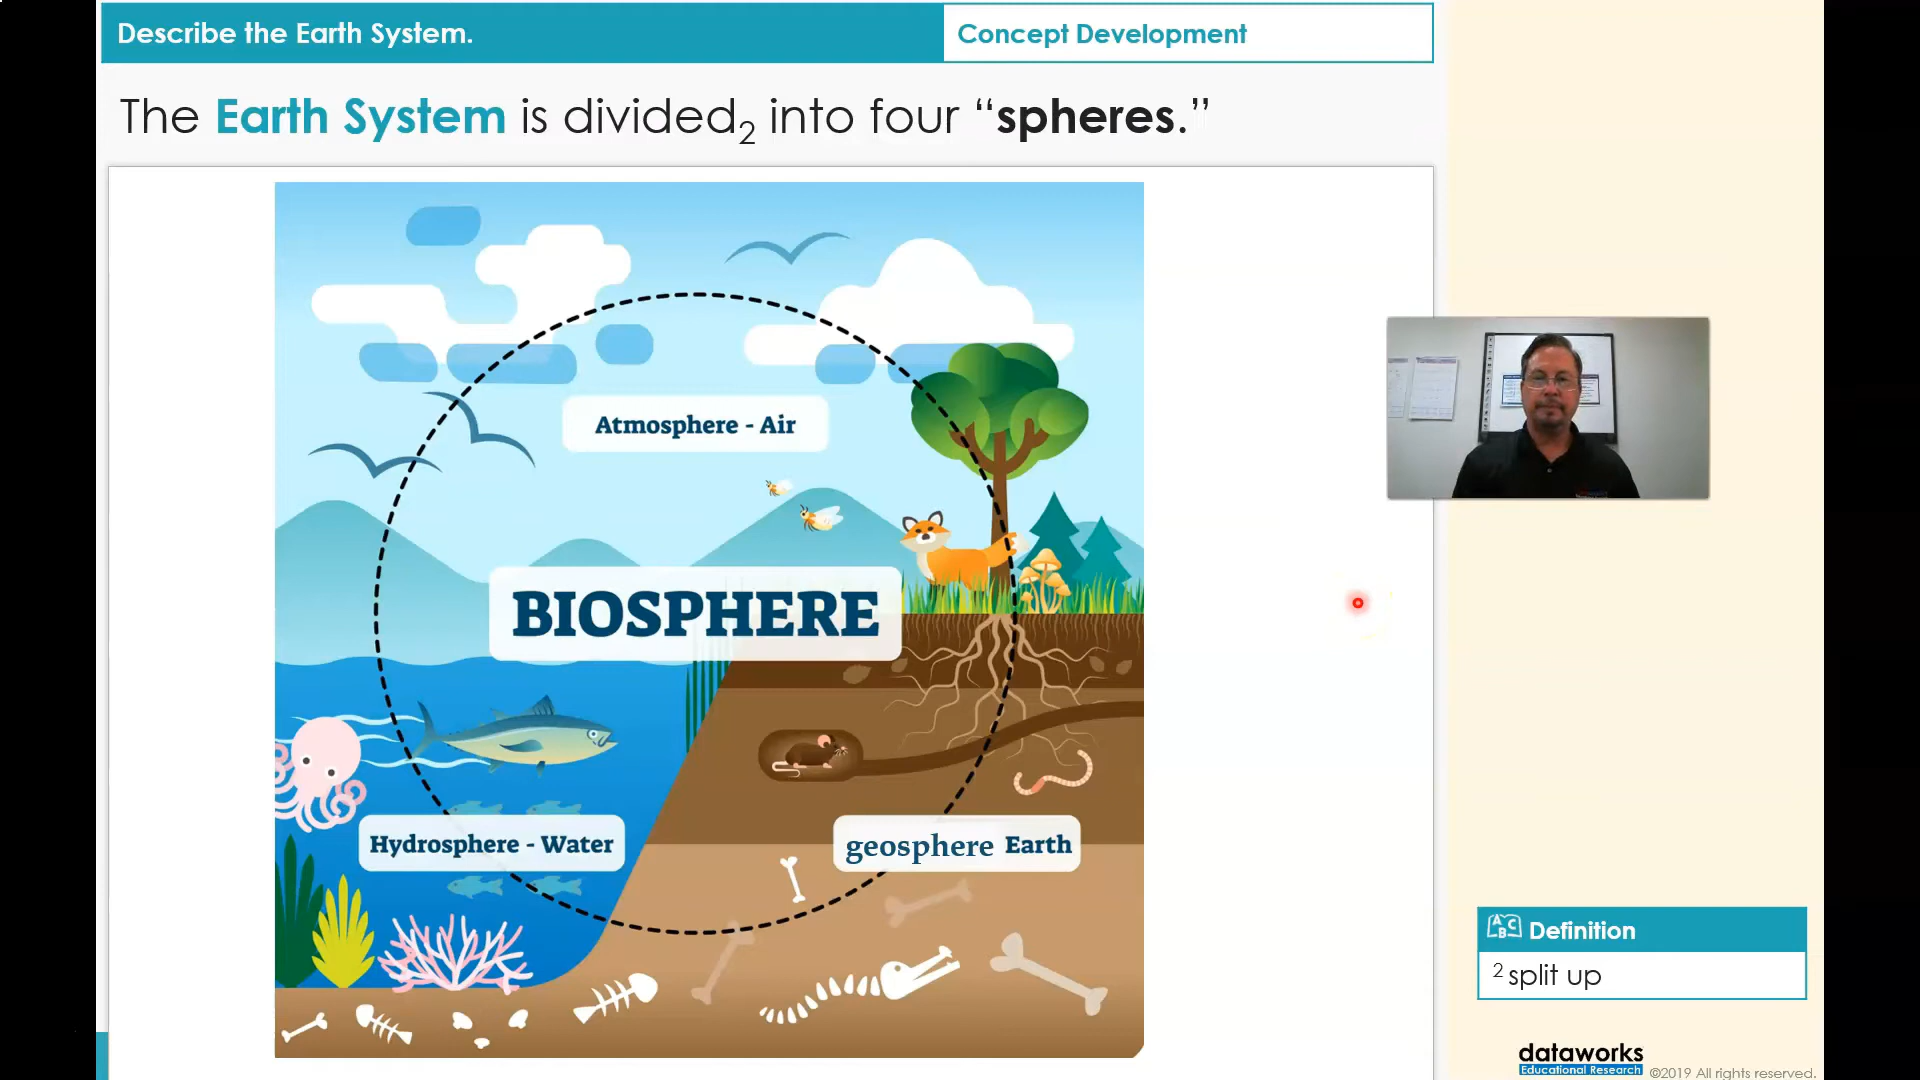 Describe the Earth System.
Concept Development
The Earth System is divided2 into four “spheres.”
Atmosphere - Air
BIOSPHERE
Hydrosphere - Water
geosphere Earth
ABC Definition
2 split up
dataworks
Educational Research
©2019 All rights reserved.